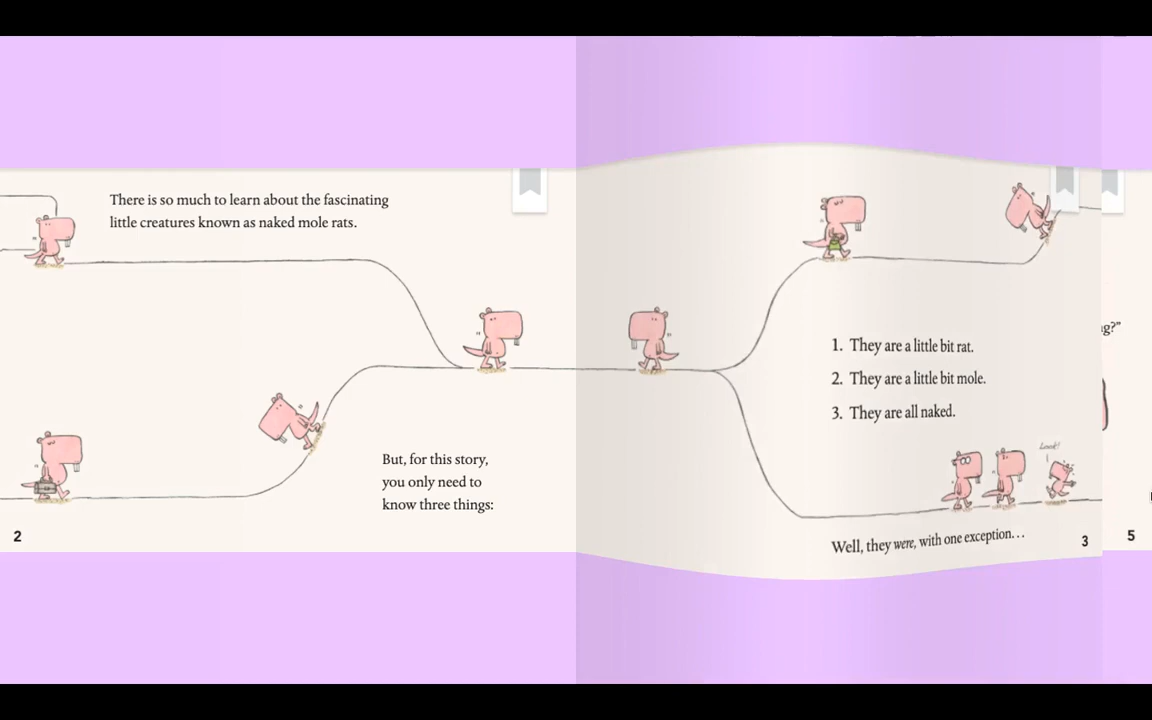 There is so much to learn about the fascinating
little creatures known as naked mole rats.
But, for this story,
you only need to
know three things:
2
1. They are a little bit rat.
2. They are a little bit mole.
3. They are all naked.
Look!
Well, they were, with one exception...
3
g?”
5